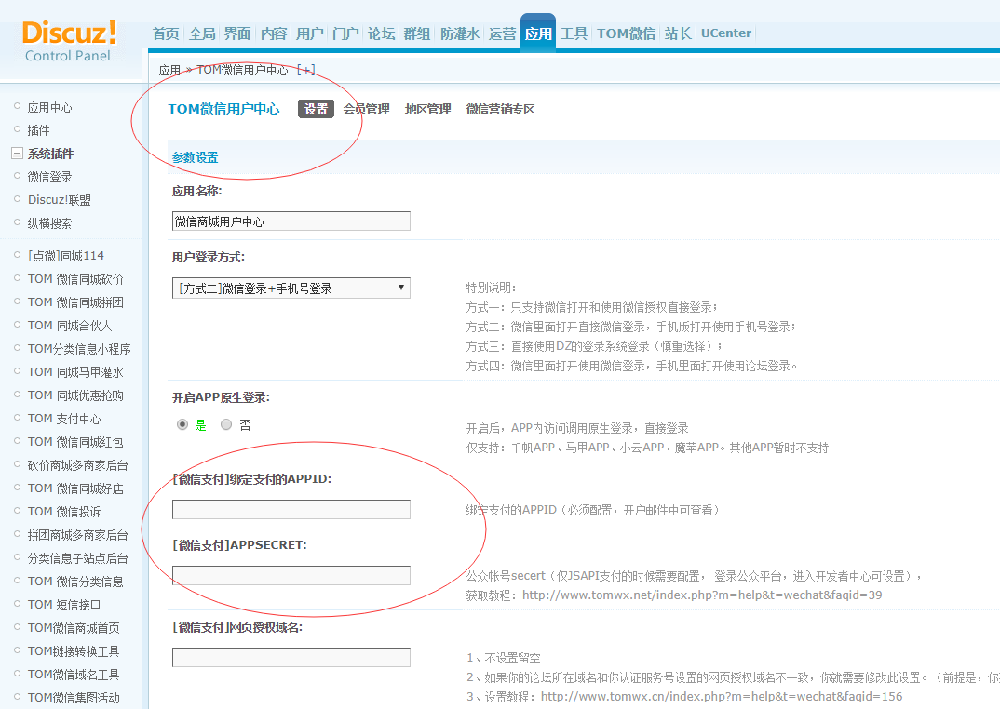 Discuz!
Control Panel
首页 全局 界面 内容 用户 门户 论坛 群组 防灌水 运营 应用 工具 TOM微信 站长 UCenter
应用 » TOM微信用户中心 [+]
TOM微信用户中心 设置 会员管理 地区管理 微信营销专区
应用中心
插件
系统插件
微信登录
Discuz!联盟
纵横搜索
[点微]同城114
TOM 微信同城砍价
TOM 微信同城拼团
TOM 同城合伙人
TOM分类信息小程序
TOM 同城马甲灌水
TOM 同城优惠抢购
TOM 支付中心
TOM 微信同城红包
砍价商城多商家后台
TOM 微信同城好店
TOM 微信投诉
拼团商城多商家后台
分类信息子站点后台
TOM 微信分类信息
TOM 短信接口
TOM微信商城首页
TOM链接转换工具
TOM微信域名工具
TOM微信集图活动
参数设置
应用名称:
微信商城用户中心
用户登录方式:
[方式二]微信登录+手机号登录
特别说明：
方式一：只支持微信打开和使用微信授权直接登录；
方式二：微信里面打开直接微信登录，手机版打开使用手机号登录；
方式三：直接使用DZ的登录系统登录（慎重选择）；
方式四：微信里面打开使用微信登录，手机里面打开使用论坛登录。
开启APP原生登录:
是 否
开启后，APP内访问调用原生登录，直接登录
仅支持：千帆APP、马甲APP、小云APP、魔苹APP。其他APP暂时不支持
[微信支付]绑定支付的APPID:
绑定支付的APPID（必须配置，开户邮件中可查看）
[微信支付]APPSECRET:
公众帐号secert（仅JSAPI支付的时候需要配置， 登录公众平台，进入开发者中心可设置），
获取教程：http://www.tomwx.net/index.php?m=help&t=wechat&faqid=39
[微信支付]网页授权域名:
1、不设置留空
2、如果你的论坛所在域名和你认证服务号设置的网页授权域名不一致，你就需要修改此设置。（前提是，你
3、设置教程：http://www.tomwx.cn/index.php?m=help&t=wechat&faqid=156